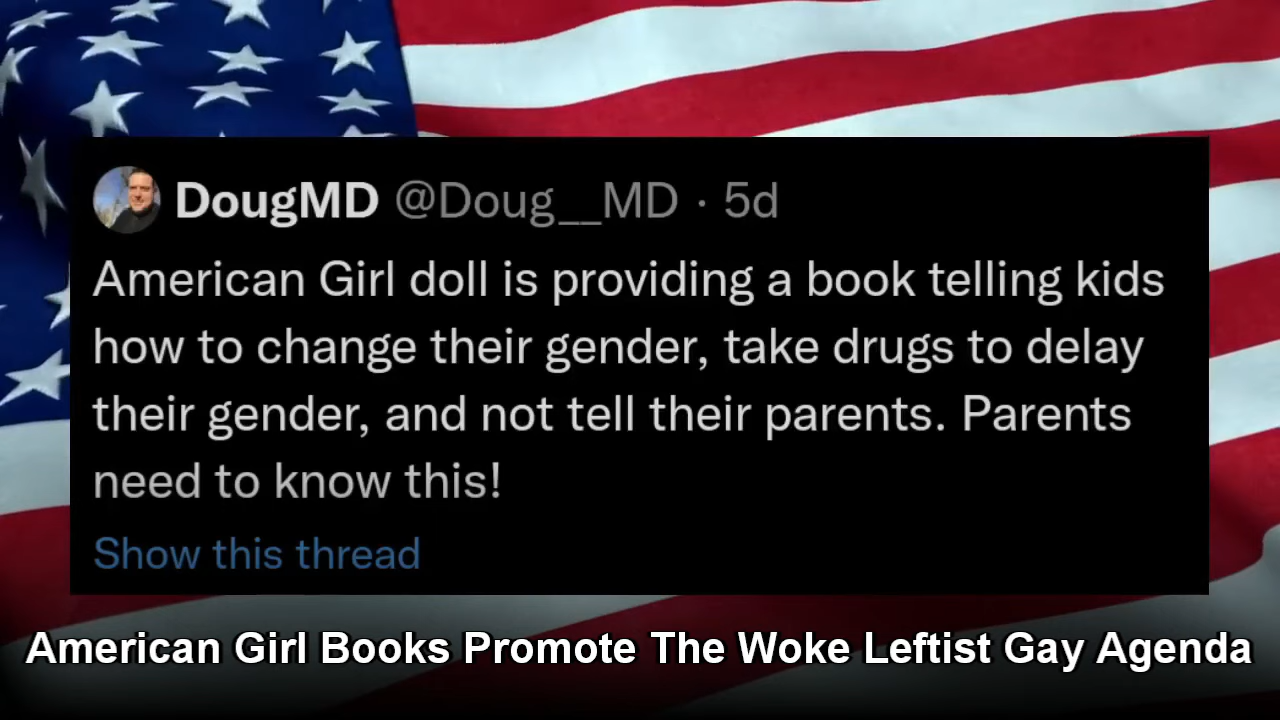 DougMD @Doug__MD · 5d
American Girl doll is providing a book telling kids
how to change their gender, take drugs to delay
their gender, and not tell their parents. Parents
need to know this!
Show this thread
American Girl Books Promote The Woke Leftist Gay Agenda